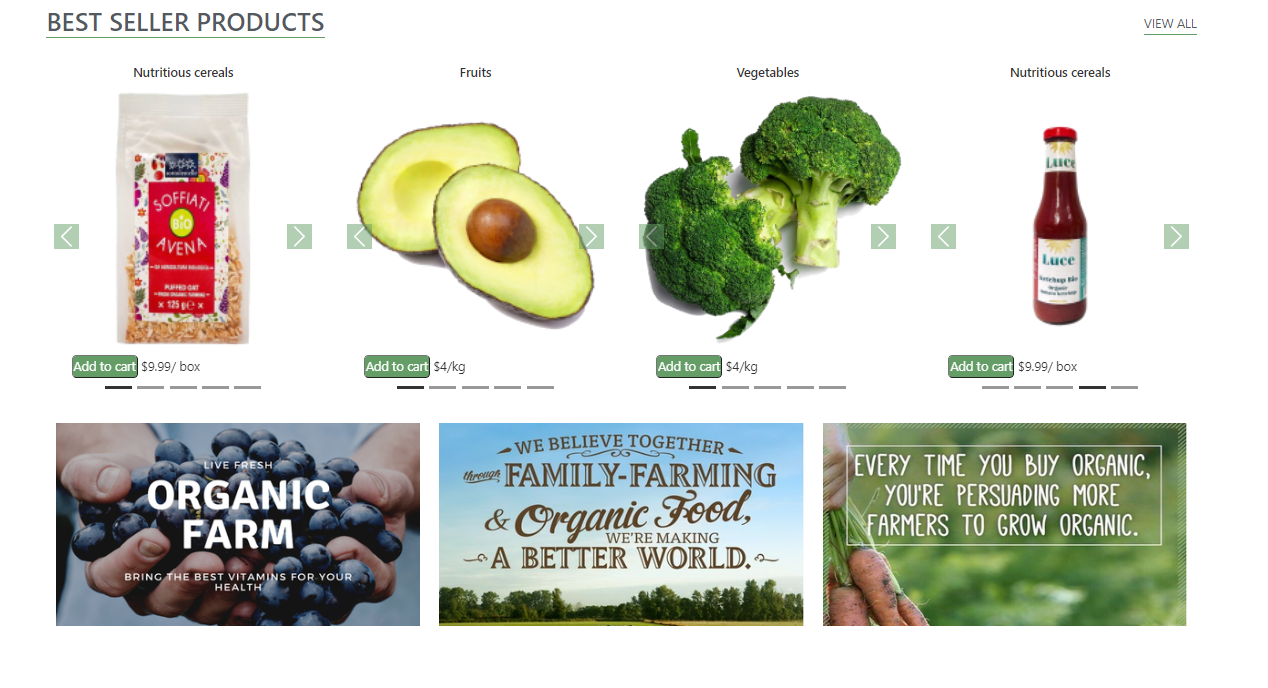 BEST SELLER PRODUCTS
VIEW ALL
Nutritious cereals
Fruits
Vegetables
Nutritious cereals
SOFFIATI
BiO
AVENA
PUFFED OAT
125 g
Luce
Luce
Ketchup Bio
Organic
tomato ketchup
Add to cart $9.99/ box
Add to cart $4/kg
Add to cart $4/kg
Add to cart $9.99/ box
LIVE FRESH
ORGANIC
FARM
BRING THE BEST VITAMINS FOR YOUR
HEALTH
WE BELIEVE TOGETHER
through FAMILY-FARMING
& Organic Food,
WE'RE MAKING
A BETTER WORLD.
EVERY TIME YOU BUY ORGANIC,
YOU'RE PERSUADING MORE
FARMERS TO GROW ORGANIC.